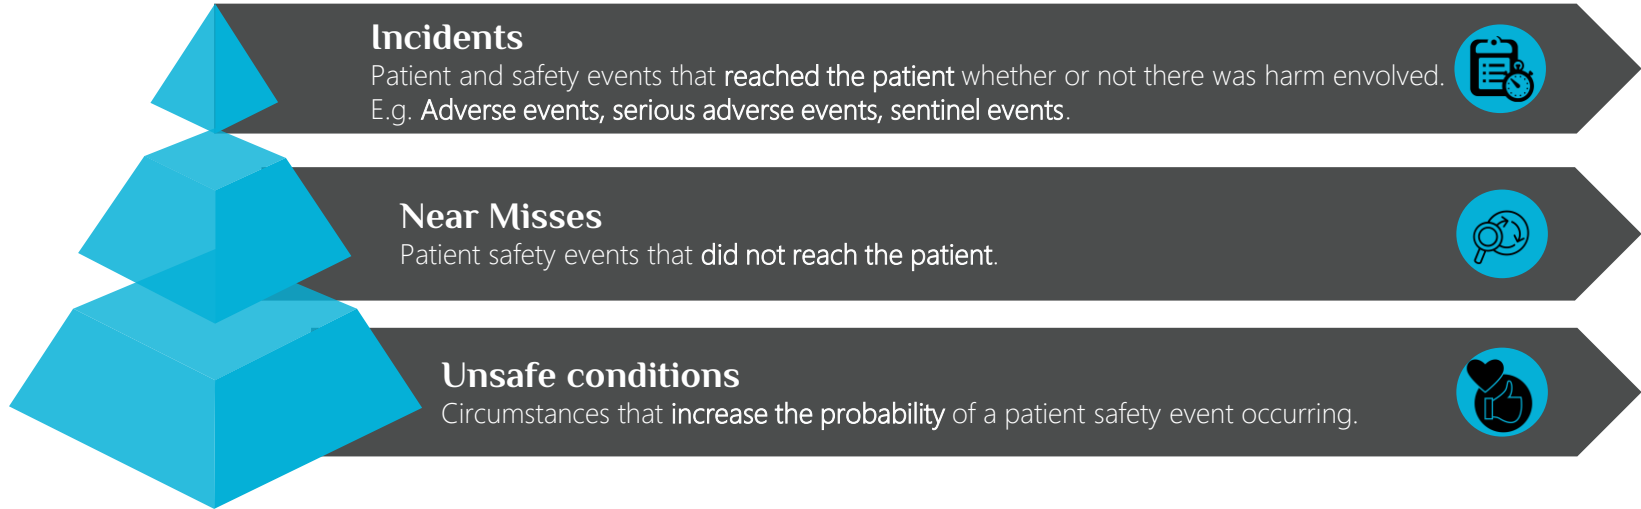 Incidents
Patient and safety events that reached the patient whether or not there was harm envolved.
E.g. Adverse events, serious adverse events, sentinel events.
Near Misses
Patient safety events that did not reach the patient.
Unsafe conditions
Circumstances that increase the probability of a patient safety event occurring.